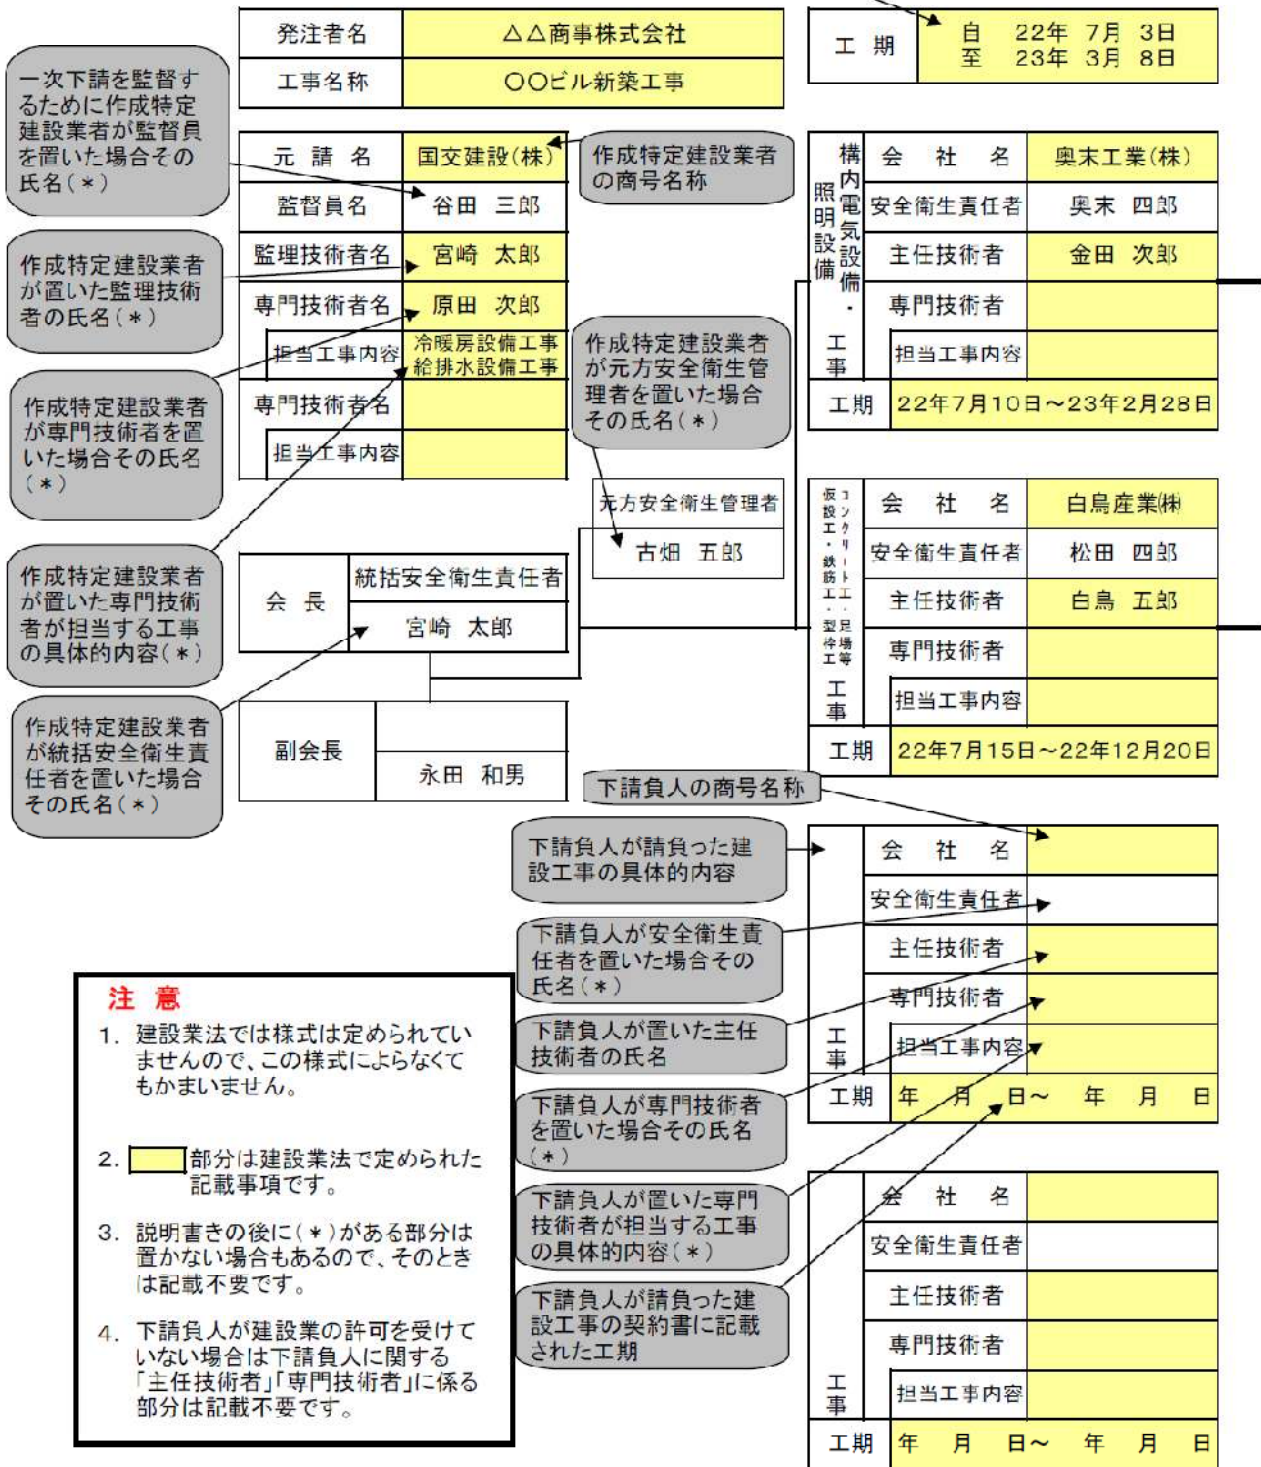 発注者名 △△商事株式会社
工事名称 〇〇ビル新築工事
工期 自 22年 7月 3日
至 23年 3月 8日
一次下請を監督す
るために作成特定
建設業者が監督員
を置いた場合その
氏名(*)
元請名 国交建設(株)
監督員名 谷田 三郎
監理技術者名 宮崎 太郎
専門技術者名 原田 次郎
担当工事内容 冷暖房設備工事
給排水設備工事
専門技術者名
担当工事内容
作成特定建設業者
の商号名称
作成特定建設業者
が置いた監理技術
者の氏名(*)
作成特定建設業者
が専門技術者を置
いた場合その氏名
(*)
作成特定建設業者
が置いた専門技術
者が担当する工事
の具体的内容(*)
作成特定建設業者
が統括安全衛生責
任者を置いた場合
その氏名(*)
作成特定建設業者
が元方安全衛生管
理者を置いた場合
その氏名(*)
元方安全衛生管理者
古畑 五郎
会長 統括安全衛生責任者
宮崎 太郎
副会長
永田 和男
構内電気設備・
照明設備
工事
会社名 奥末工業(株)
安全衛生責任者 奥末 四郎
主任技術者 金田 次郎
専門技術者
担当工事内容
工期 22年7月10日~23年2月28日
コンクリート工・足場等
仮設工・鉄筋工・型枠工
工事
会社名 白鳥産業㈱
安全衛生責任者 松田 四郎
主任技術者 白鳥 五郎
専門技術者
担当工事内容
工期 22年7月15日~22年12月20日
下請負人の商号名称
下請負人が請負った建
設工事の具体的内容
下請負人が安全衛生責
任者を置いた場合その
氏名(*)
下請負人が置いた主任
技術者の氏名
下請負人が専門技術者
を置いた場合その氏名
(*)
下請負人が置いた専門
技術者が担当する工事
の具体的内容(*)
下請負人が請負った建
設工事の契約書に記載
された工期
会社名
安全衛生責任者
主任技術者
専門技術者
工事
担当工事内容
工期 年 月 日~ 年 月 日
会社名
安全衛生責任者
主任技術者
専門技術者
工事
担当工事内容
工期 年 月 日~ 年 月 日
注 意
1. 建設業法では様式は定められてい
ませんので、この様式によらなくて
もかまいません。
2. 部分は建設業法で定められた
記載事項です。
3. 説明書きの後に(*)がある部分は
置かない場合もあるので、そのとき
は記載不要です。
4. 下請負人が建設業の許可を受けて
いない場合は下請負人に関する
「主任技術者」「専門技術者」に係る
部分は記載不要です。